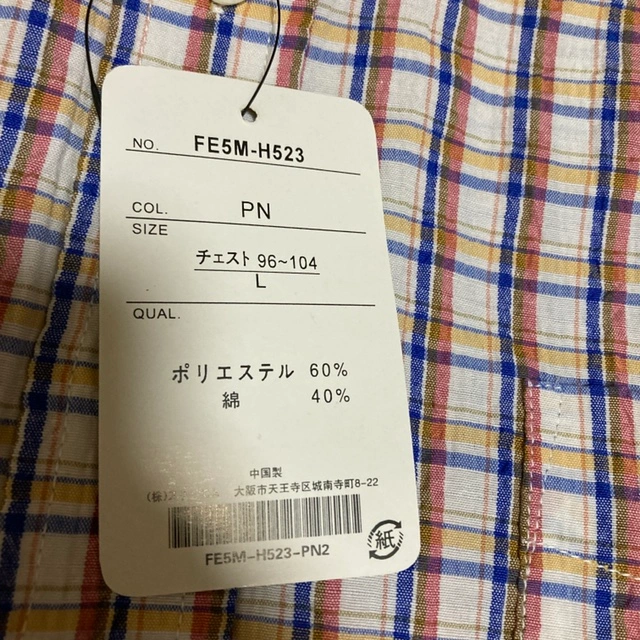 NO. FE5M-H523
COL. PN
SIZE
チェスト 96~104
L
QUAL.
ポリエステル 60%
綿 40%
中国製
(株) 大阪市天王寺区城南寺町8-22
FE5M-H523-PN2
紙